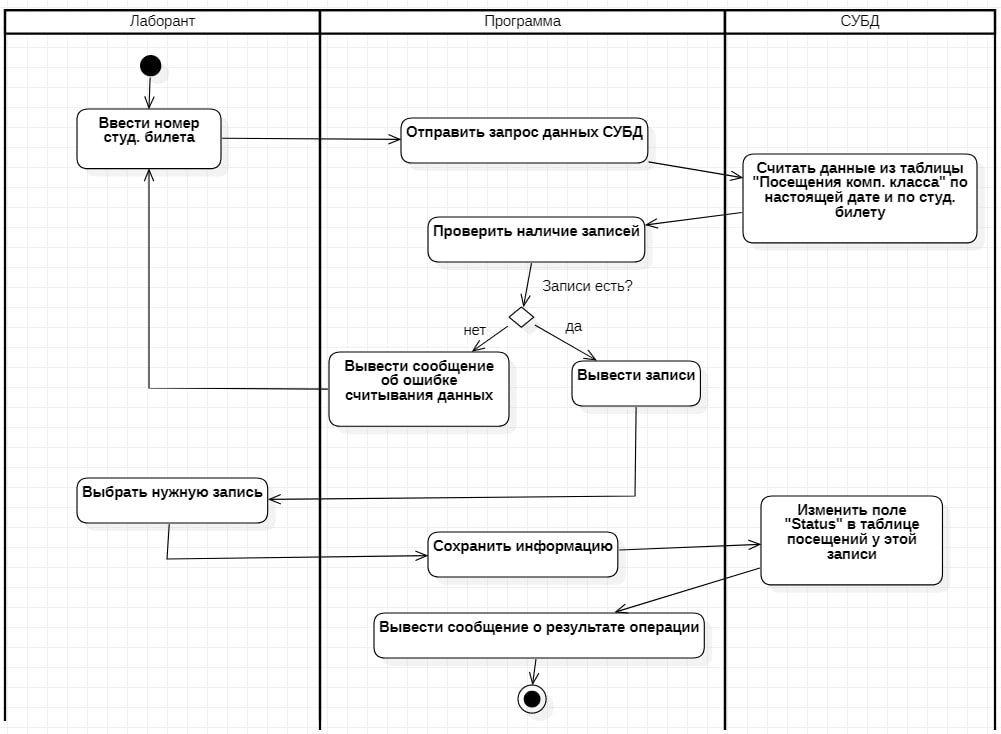 Лаборант
Программа
СУБД
Ввести номер
студ. билета
Отправить запрос данных СУБД
Считать данные из таблицы
"Посещения комп. класса" по
настоящей дате и по студ.
билету
Проверить наличие записей
Записи есть?
нет
да
Вывести сообщение
об ошибке
считывания данных
Вывести записи
Выбрать нужную запись
Сохранить информацию
Изменить поле
"Status" в таблице
посещений у этой
записи
Вывести сообщение о результате операции